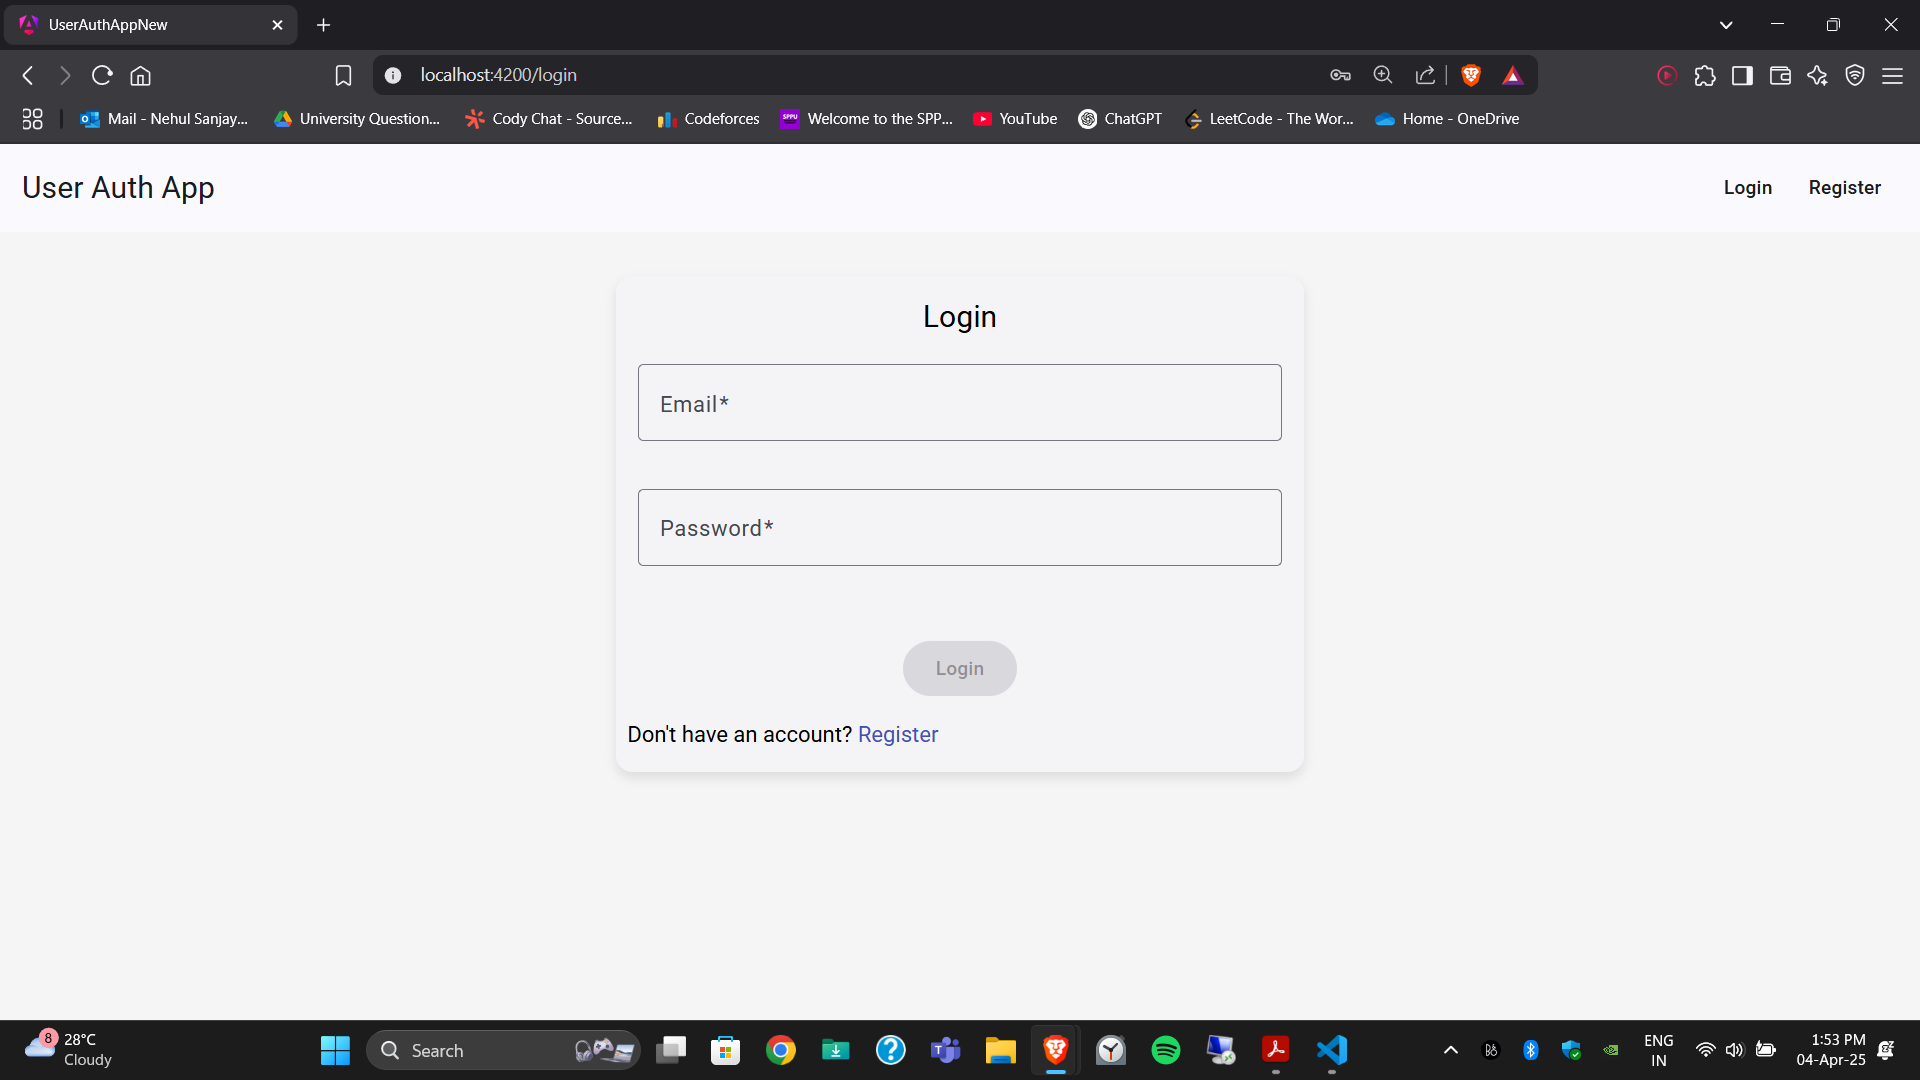 UserAuthAppNew
localhost:4200/login
Mail - Nehul Sanjay...
University Question...
Cody Chat - Source...
Codeforces
SPPU
Welcome to the SPP...
YouTube
ChatGPT
LeetCode - The Wor...
Home - OneDrive
User Auth App
Login
Register
Login
Email*
Password*
Login
Don't have an account? Register
8
28°C
Cloudy
Search
ENG
IN
1:53 PM
04-Apr-25